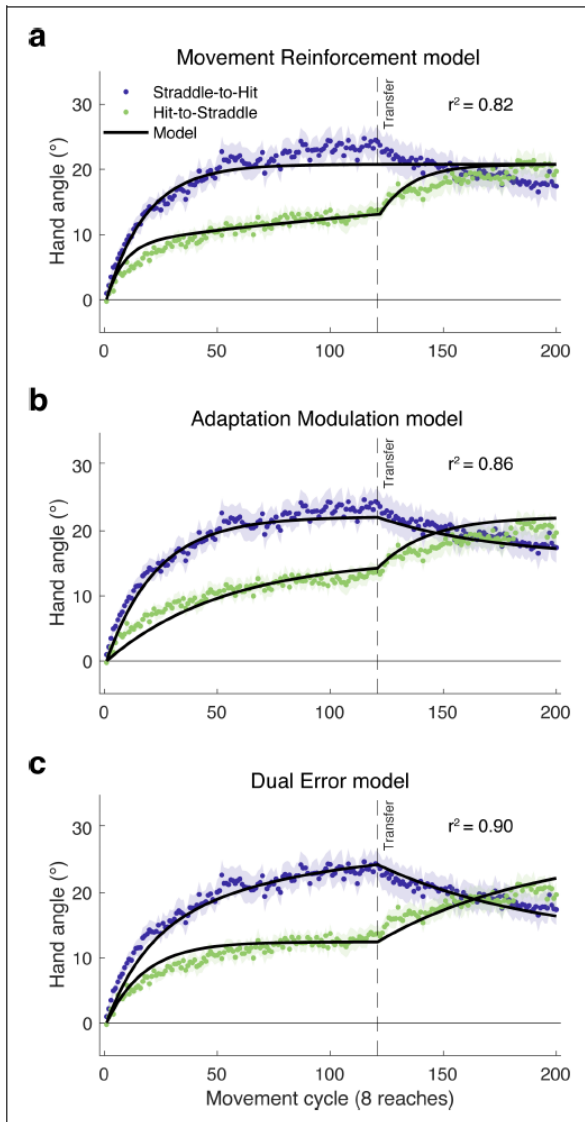 a
Movement Reinforcement model
Straddle-to-Hit
Hit-to-Straddle
Model
Transfer
r² = 0.82
30
20
10
0
Hand angle (°)
0 50 100 150 200
b
Adaptation Modulation model
Transfer
r² = 0.86
30
20
10
0
Hand angle (°)
0 50 100 150 200
c
Dual Error model
Transfer
r² = 0.90
30
20
10
0
Hand angle (°)
0 50 100 150 200
Movement cycle (8 reaches)